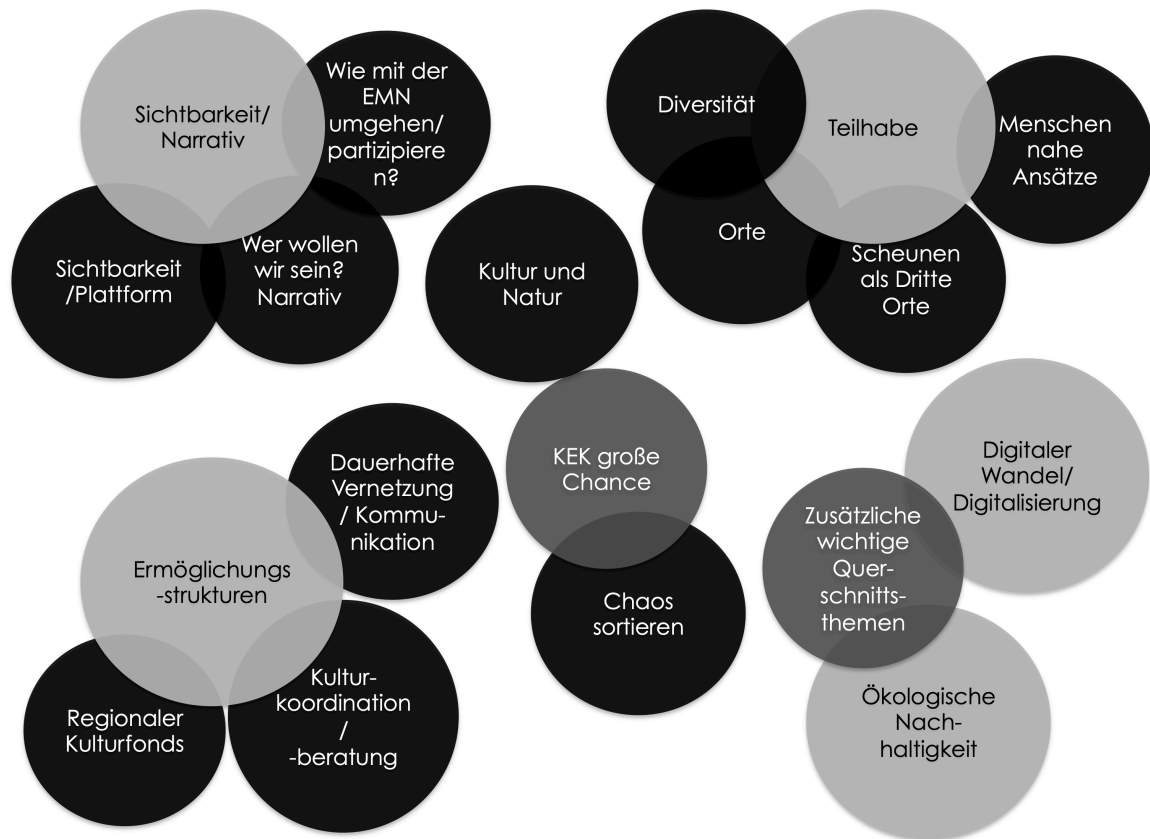 Sichtbarkeit/
Narrativ
Wie mit der
EMN
umgehen/
partizipiere
n?
Sichtbarkeit
/Plattform
Wer wollen
wir sein?
Narrativ
Kultur und
Natur
Diversität
Teilhabe
Menschen
nahe
Ansätze
Orte
Scheunen
als Dritte
Orte
Dauerhafte
Vernetzung
/ Kommu-
nikation
Ermöglichungs
-strukturen
Regionaler
Kulturfonds
Kultur-
koordination
/
-beratung
KEK große
Chance
Chaos
sortieren
Digitaler
Wandel/
Digitalisierung
Zusätzliche
wichtige
Quer-
schnitts-
themen
Ökologische
Nach-
haltigkeit